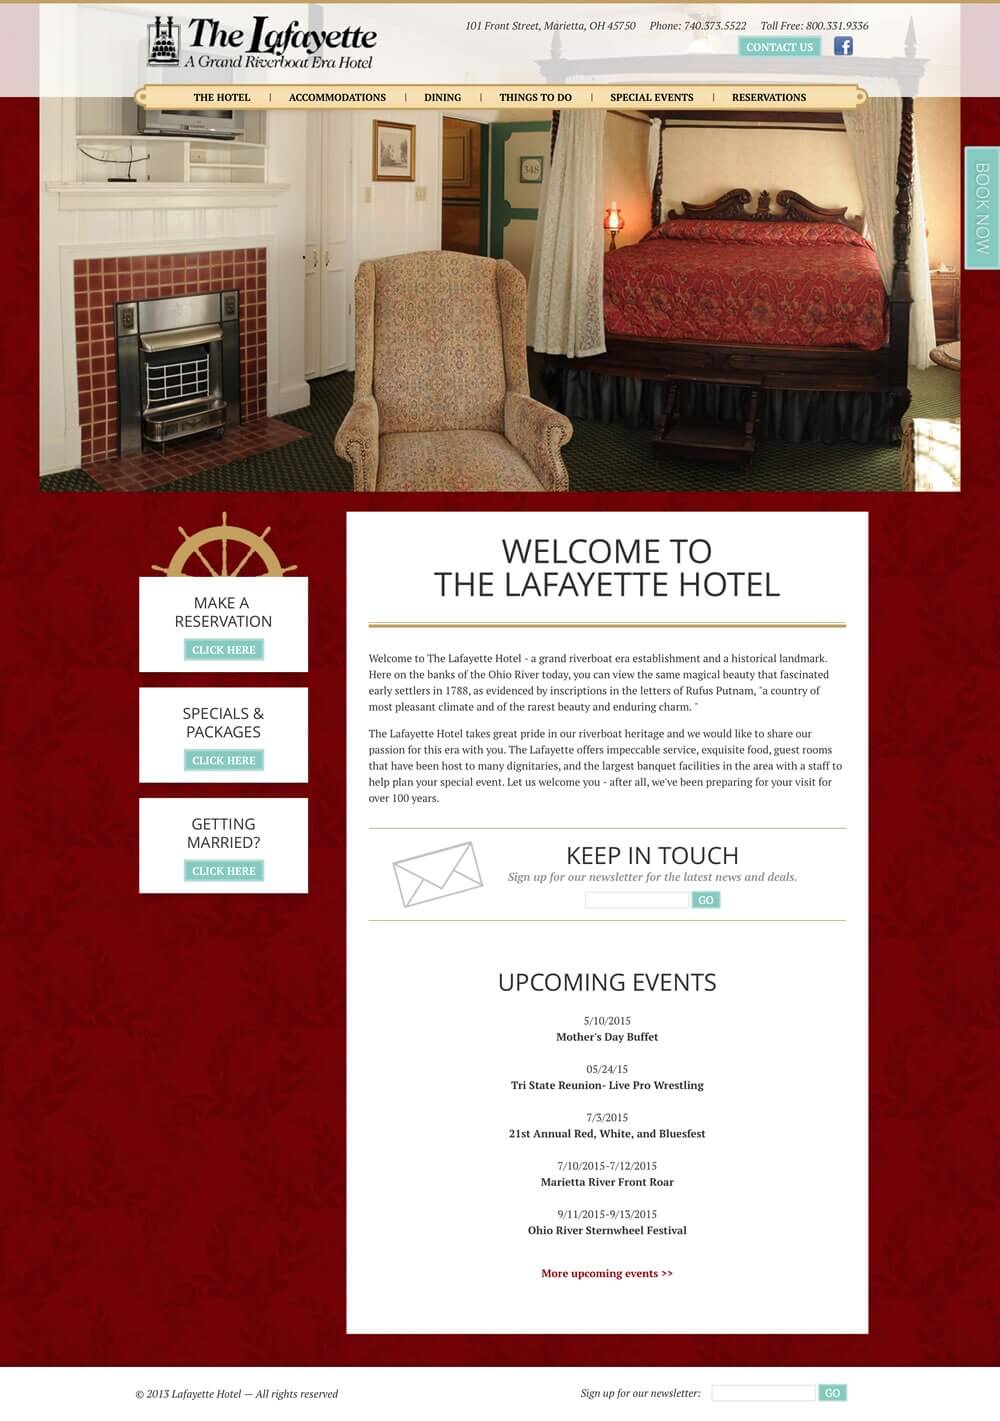 The Lafayette
A Grand Riverboat Era Hotel
101 Front Street, Marietta, OH 45750 Phone: 740.373.5522 Toll Free: 800.331.9336
CONTACT US
THE HOTEL | ACCOMMODATIONS | DINING | THINGS TO DO | SPECIAL EVENTS | RESERVATIONS
348
BOOK NOW
MAKE A
RESERVATION
CLICK HERE
SPECIALS &
PACKAGES
CLICK HERE
GETTING
MARRIED?
CLICK HERE
WELCOME TO
THE LAFAYETTE HOTEL
Welcome to The Lafayette Hotel - a grand riverboat era establishment and a historical landmark.
Here on the banks of the Ohio River today, you can view the same magical beauty that fascinated
early settlers in 1788, as evidenced by inscriptions in the letters of Rufus Putnam, "a country of
most pleasant climate and of the rarest beauty and enduring charm. "
The Lafayette Hotel takes great pride in our riverboat heritage and we would like to share our
passion for this era with you. The Lafayette offers impeccable service, exquisite food, guest rooms
that have been host to many dignitaries, and the largest banquet facilities in the area with a staff to
help plan your special event. Let us welcome you - after all, we've been preparing for your visit for
over 100 years.
KEEP IN TOUCH
Sign up for our newsletter for the latest news and deals.
GO
UPCOMING EVENTS
5/10/2015
Mother's Day Buffet
05/24/15
Tri State Reunion- Live Pro Wrestling
7/3/2015
21st Annual Red, White, and Bluesfest
7/10/2015-7/12/2015
Marietta River Front Roar
9/11/2015-9/13/2015
Ohio River Sternwheel Festival
More upcoming events >>
© 2013 Lafayette Hotel — All rights reserved
Sign up for our newsletter:
GO